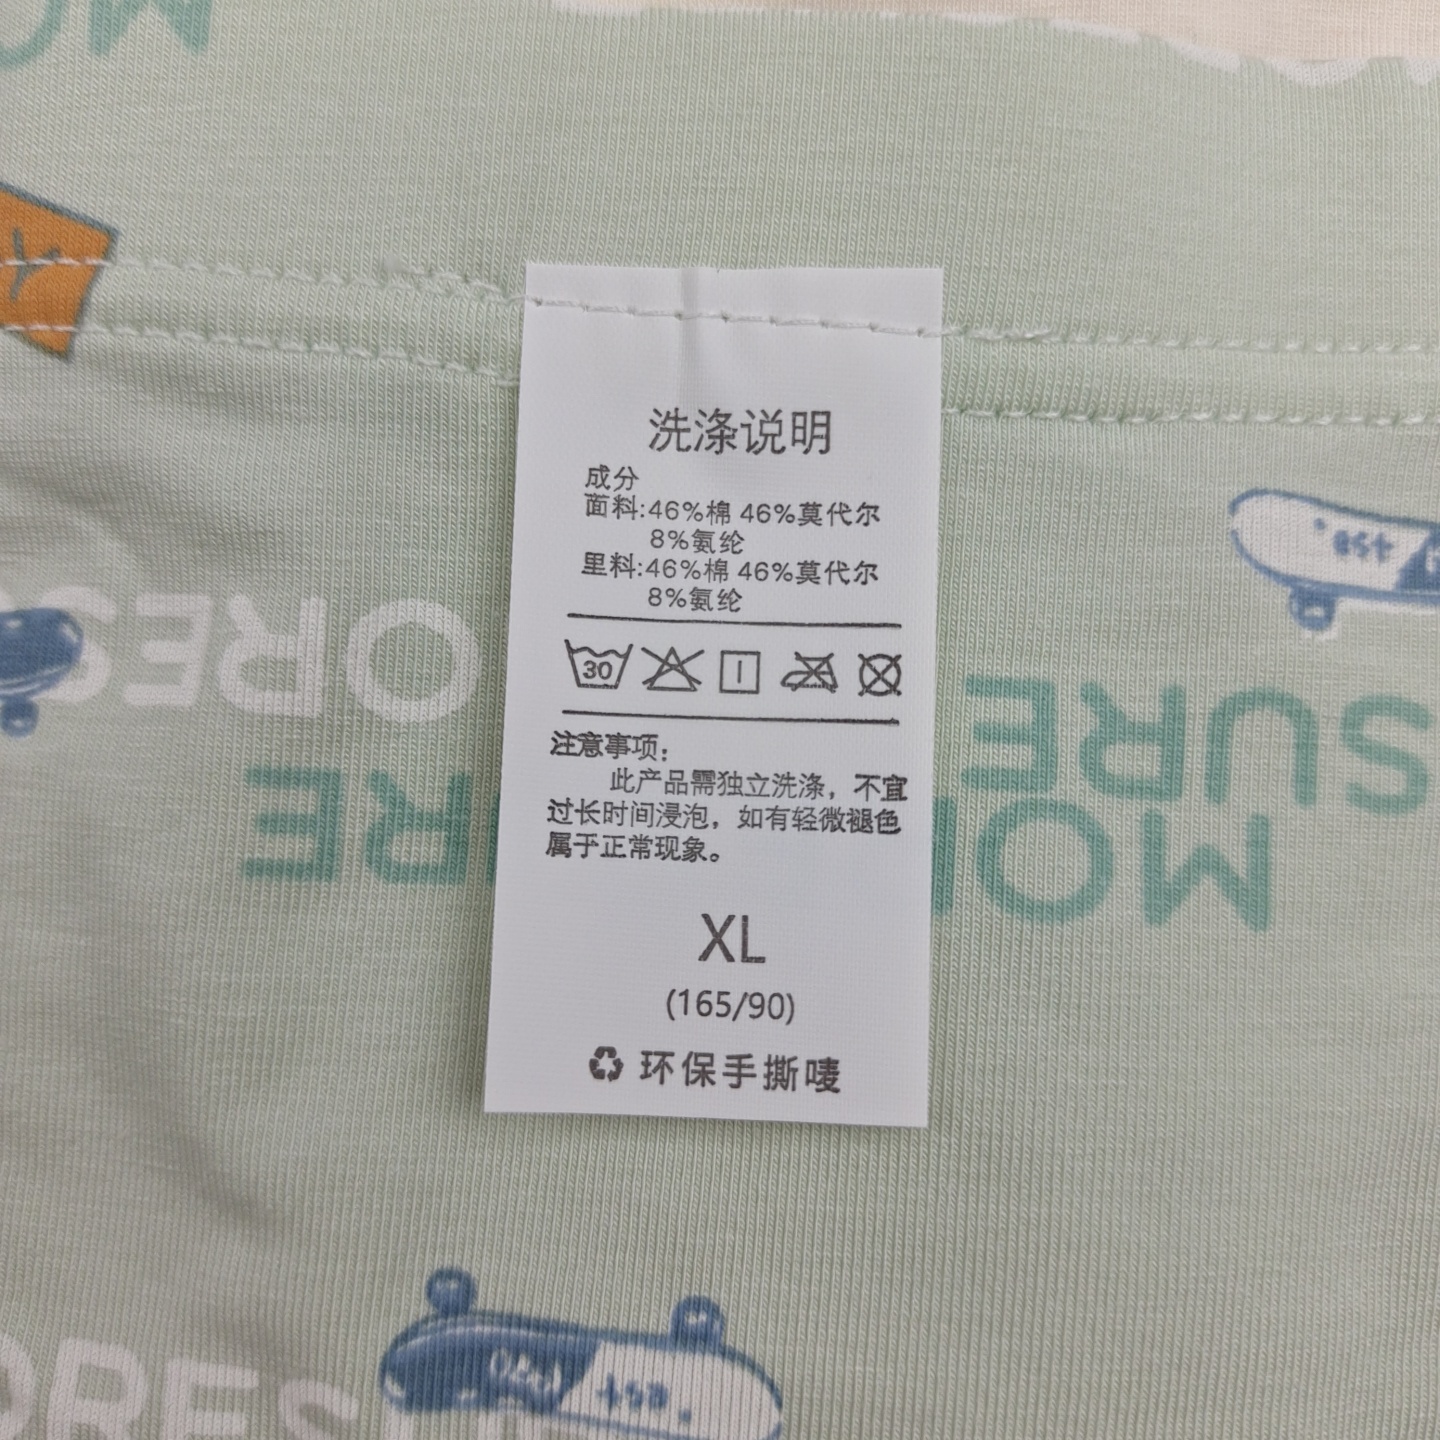 洗涤说明
成分
面料:46%棉 46%莫代尔
8%氨纶
里料:46%棉 46%莫代尔
8%氨纶
30
注意事项:
此产品需独立洗涤，不宜
过长时间浸泡，如有轻微褪色
属于正常现象。
XL
(165/90)
环保手撕唛
MO
Y
ORES
RE
MO
SURE
MO
ORESU